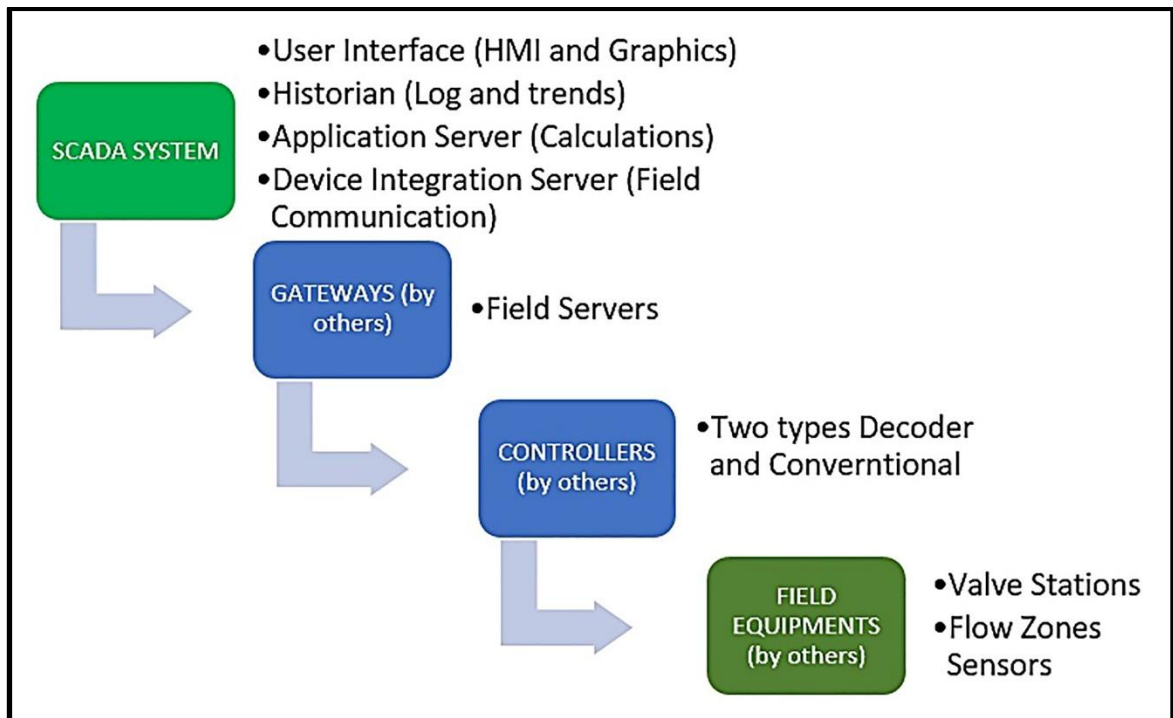 •User Interface (HMI and Graphics)
•Historian (Log and trends)
SCADA SYSTEM
•Application Server (Calculations)
•Device Integration Server (Field
Communication)
GATEWAYS (by
others)
•Field Servers
CONTROLLERS
(by others)
•Two types Decoder
and Converntional
FIELD
EQUIPMENTS
(by others)
•Valve Stations
•Flow Zones
Sensors